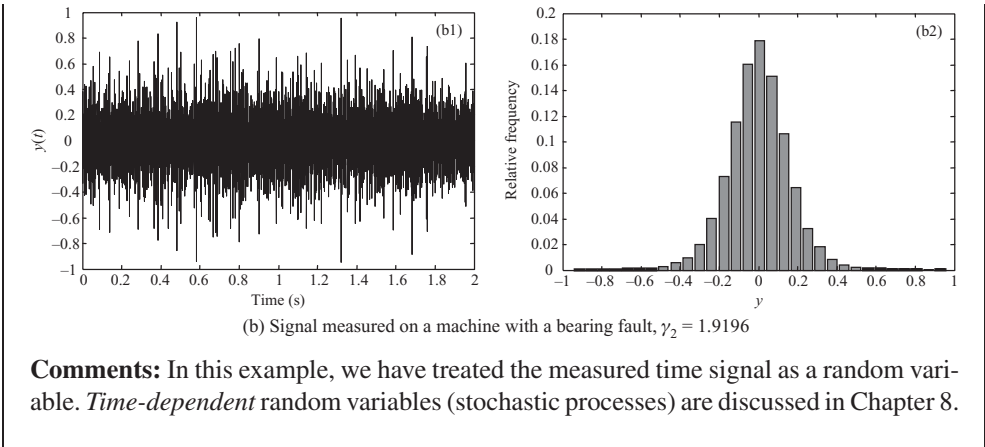 (b1)
1
0.8
0.6
0.4
0.2
0
–0.2
–0.4
–0.6
–0.8
–1
y(t)
0 0.2 0.4 0.6 0.8 1 1.2 1.4 1.6 1.8 2
Time (s)
(b2)
0.2
0.18
0.16
0.14
0.12
0.1
0.08
0.06
0.04
0.02
0
Relative frequency
–1 –0.8 –0.6 –0.4 –0.2 0 0.2 0.4 0.6 0.8 1
y
(b) Signal measured on a machine with a bearing fault, γ2 = 1.9196
Comments: In this example, we have treated the measured time signal as a random vari-
able. Time-dependent random variables (stochastic processes) are discussed in Chapter 8.